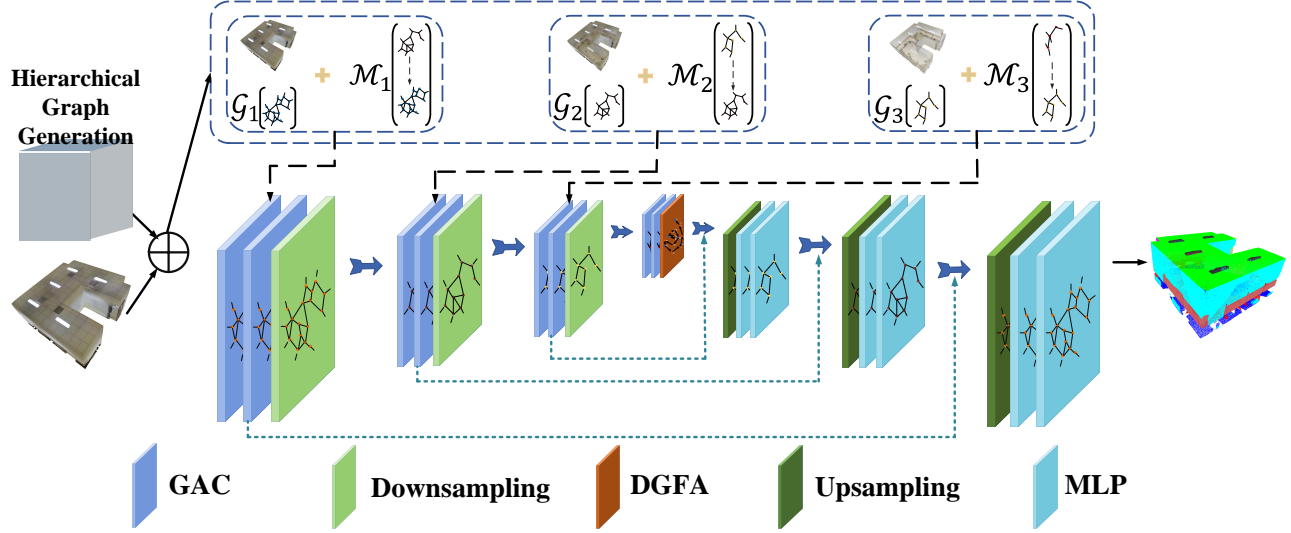 Hierarchical
Graph
Generation
𝒢1
ℳ1
𝒢2
ℳ2
𝒢3
ℳ3
GAC
Downsampling
DGFA
Upsampling
MLP